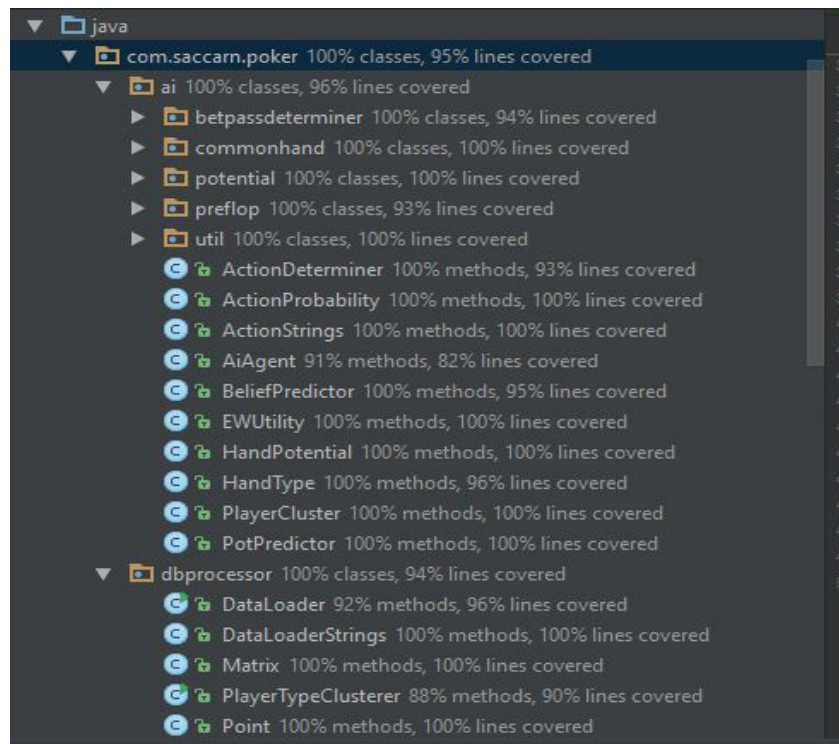 java
com.saccarn.poker 100% classes, 95% lines covered
ai 100% classes, 96% lines covered
betpassdeterminer 100% classes, 94% lines covered
commonhand 100% classes, 100% lines covered
potential 100% classes, 100% lines covered
preflop 100% classes, 93% lines covered
util 100% classes, 100% lines covered
ActionDeterminer 100% methods, 93% lines covered
ActionProbability 100% methods, 100% lines covered
ActionStrings 100% methods, 100% lines covered
AiAgent 91% methods, 82% lines covered
BeliefPredictor 100% methods, 95% lines covered
EWUtility 100% methods, 100% lines covered
HandPotential 100% methods, 100% lines covered
HandType 100% methods, 96% lines covered
PlayerCluster 100% methods, 100% lines covered
PotPredictor 100% methods, 100% lines covered
dbprocessor 100% classes, 94% lines covered
DataLoader 92% methods, 96% lines covered
DataLoaderStrings 100% methods, 100% lines covered
Matrix 100% methods, 100% lines covered
PlayerTypeClusterer 88% methods, 90% lines covered
Point 100% methods, 100% lines covered